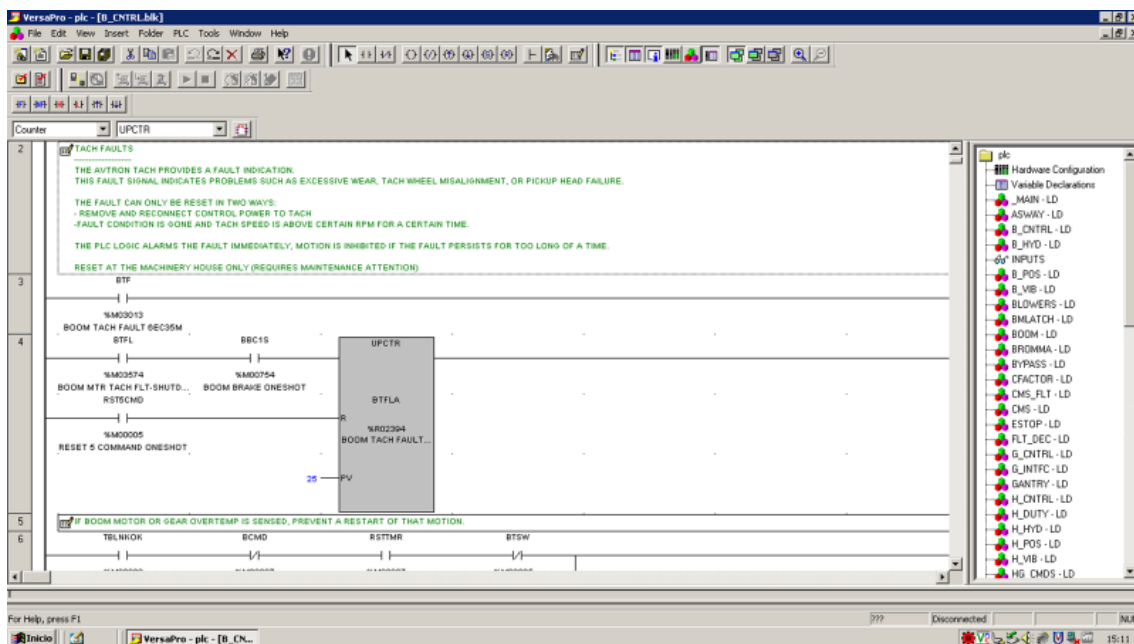 VersaPro - plc - [B_CNTRL.blk]
File Edit View Insert Folder PLC Tools Window Help
Counter UPCTR
2
TACH FAULTS
THE AVTRON TACH PROVIDES A FAULT INDICATION.
THIS FAULT SIGNAL INDICATES PROBLEMS SUCH AS EXCESSIVE WEAR, TACH WHEEL MISALIGNMENT, OR PICKUP HEAD FAILURE.
THE FAULT CAN ONLY BE RESET IN TWO WAYS:
- REMOVE AND RECONNECT CONTROL POWER TO TACH
-FAULT CONDITION IS GONE AND TACH SPEED IS ABOVE CERTAIN RPM FOR A CERTAIN TIME.
THE PLC LOGIC ALARMS THE FAULT IMMEDIATELY, MOTION IS INHIBITED IF THE FAULT PERSISTS FOR TOO LONG OF A TIME.
RESET AT THE MACHINERY HOUSE ONLY (REQUIRES MAINTENANCE ATTENTION)
3
BTF
%M03013
BOOM TACH FAULT 6EC35M
4
BTFL BBC1S UPCTR
%M03574 %M00754
BOOM MTR TACH FLT-SHUTD... BOOM BRAKE ONESHOT
RST5CMD BTFLA
R
%M00005 %R02394
RESET 5 COMMAND ONESHOT BOOM TACH FAULT...
25 PV
5
IF BOOM MOTOR OR GEAR OVERTEMP IS SENSED, PREVENT A RESTART OF THAT MOTION.
6
TBLNKOK BCMD RSTTMR BTSW
plc
Hardware Configuration
Variable Declarations
_MAIN - LD
ASWAY - LD
B_CNTRL - LD
B_HYD - LD
INPUTS
B_POS - LD
B_VIB - LD
BLOWERS - LD
BMLATCH - LD
BOOM - LD
BROMMA - LD
BYPASS - LD
CFACTOR - LD
CMS_FLT - LD
CMS - LD
ESTOP - LD
FLT_DEC - LD
G_CNTRL - LD
G_INTFC - LD
GANTRY - LD
H_CNTRL - LD
H_DUTY - LD
H_HYD - LD
H_POS - LD
H_VIB - LD
HG_CMDS - LD
For Help, press F1 ??? Disconnected NU
Inicio VersaPro - plc - [B_CN... 15:11